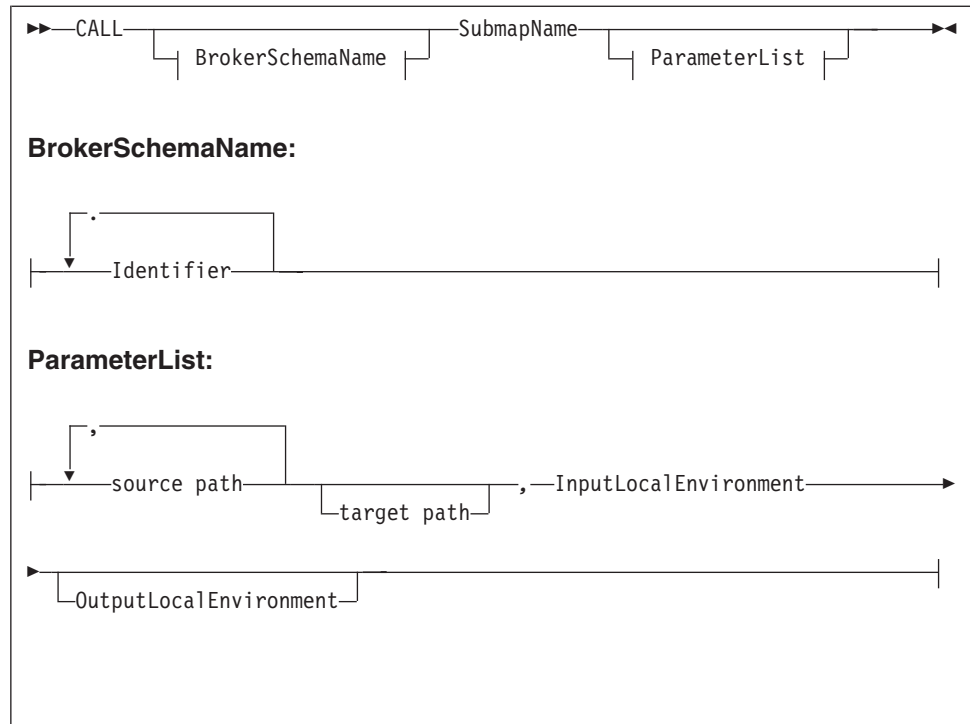 CALL SubmapName
BrokerSchemaName ParameterList
BrokerSchemaName:
.
Identifier
ParameterList:
,
source path , InputLocalEnvironment
target path
OutputLocalEnvironment